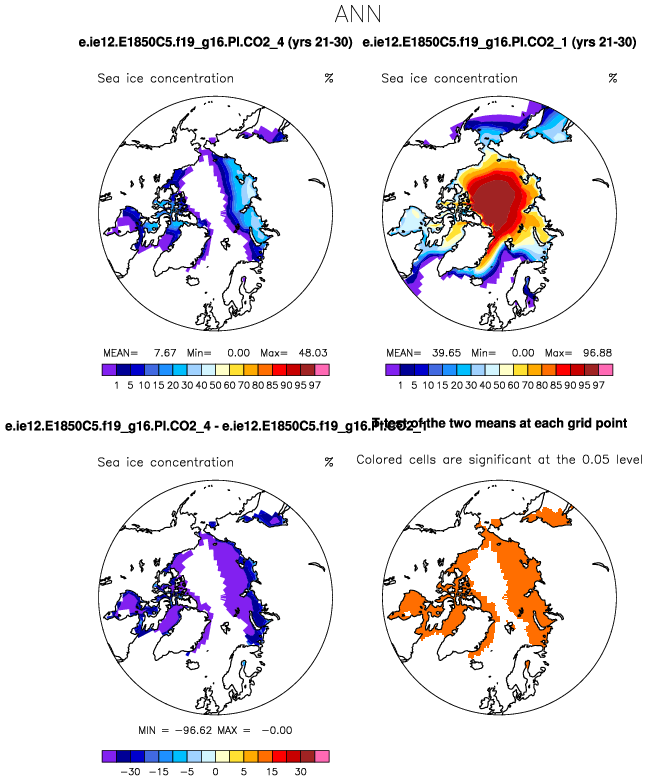 ANN
e.ie12.E1850C5.f19_g16.PI.CO2_4 (yrs 21-30) e.ie12.E1850C5.f19_g16.PI.CO2_1 (yrs 21-30)
Sea ice concentration % Sea ice concentration %
MEAN= 7.67 Min= 0.00 Max= 48.03 MEAN= 39.65 Min= 0.00 Max= 96.88
1 5 10 15 20 30 40 50 60 70 80 85 90 95 97 1 5 10 15 20 30 40 50 60 70 80 85 90 95 97
e.ie12.E1850C5.f19_g16.PI.CO2_4 - e.ie12.E1850C5.f19_g16.PI.CO2_1
T-test of the two means at each grid point
Sea ice concentration % Colored cells are significant at the 0.05 level
MIN = -96.62 MAX = -0.00
-30 -15 -5 0 5 15 30